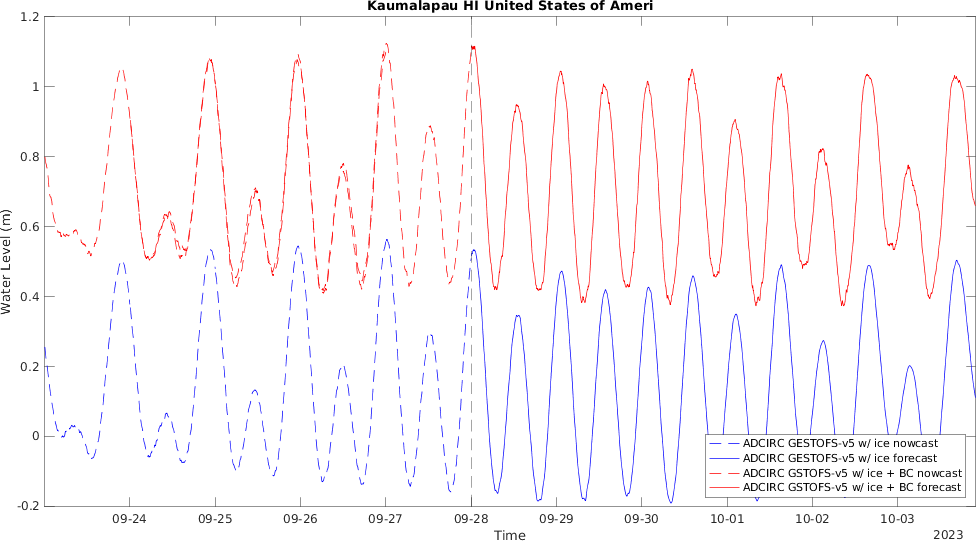 Kaumalapau HI United States of Ameri
Water Level (m)
1.2
1
0.8
0.6
0.4
0.2
0
-0.2
09-24
09-25
09-26
09-27
09-28
09-29
09-30
10-01
10-02
10-03
Time
2023
ADCIRC GESTOFS-v5 w/ ice nowcast
ADCIRC GESTOFS-v5 w/ ice forecast
ADCIRC GSTOFS-v5 w/ ice + BC nowcast
ADCIRC GSTOFS-v5 w/ ice + BC forecast